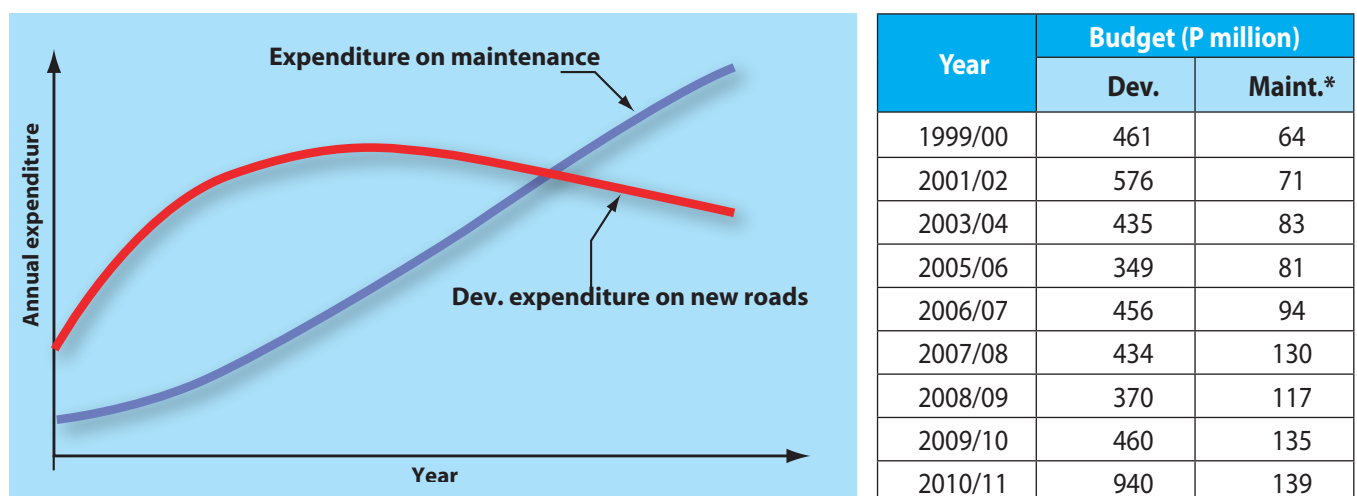 Expenditure on maintenance
Annual expenditure
Dev. expenditure on new roads
Year
Year Budget (P million)
Dev. Maint.*
1999/00 461 64
2001/02 576 71
2003/04 435 83
2005/06 349 81
2006/07 456 94
2007/08 434 130
2008/09 370 117
2009/10 460 135
2010/11 940 139